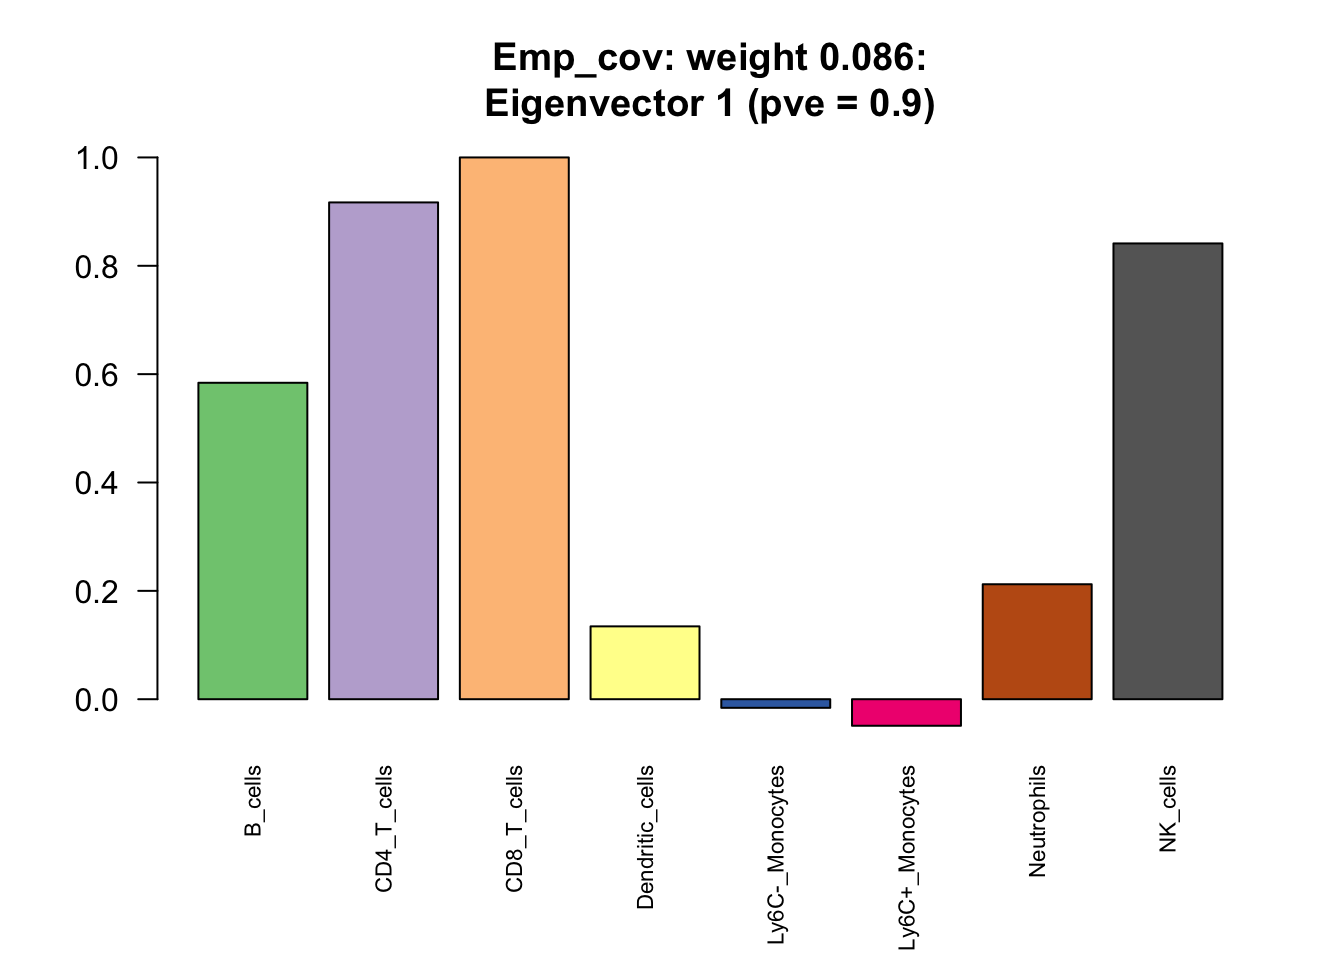 Emp_cov: weight 0.086:
Eigenvector 1 (pve = 0.9)
1.0
0.8
0.6
0.4
0.2
0.0
B_cells
CD4_T_cells
CD8_T_cells
Dendritic_cells
Ly6C-_Monocytes
Ly6C+_Monocytes
Neutrophils
NK_cells